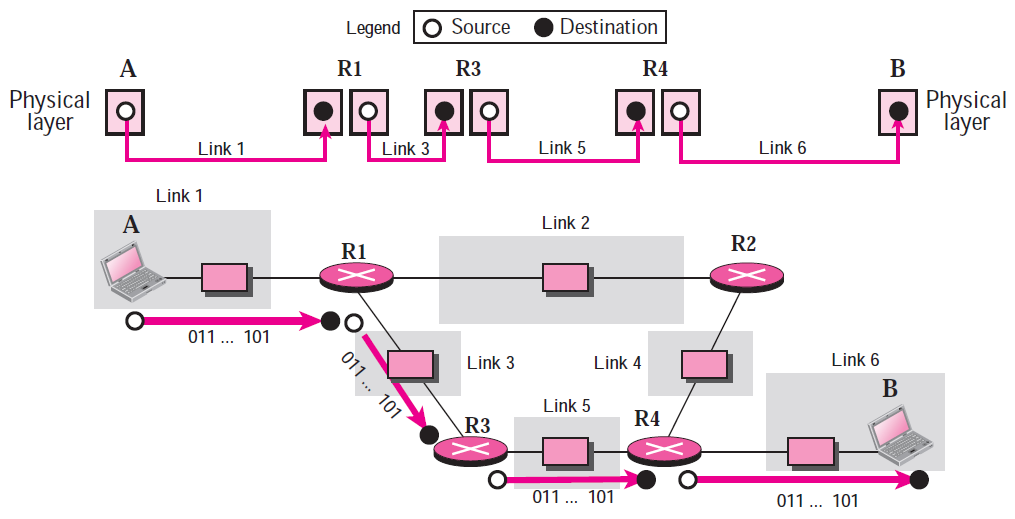 Legend Source Destination
A R1 R3 R4 B
Physical layer
Physical layer
Link 1 Link 3 Link 5 Link 6
Link 1
A
Link 2
R1
R2
011 ... 101
011 ... 101
Link 3
Link 4
Link 6
B
R3
Link 5
R4
011 ... 101
011 ... 101